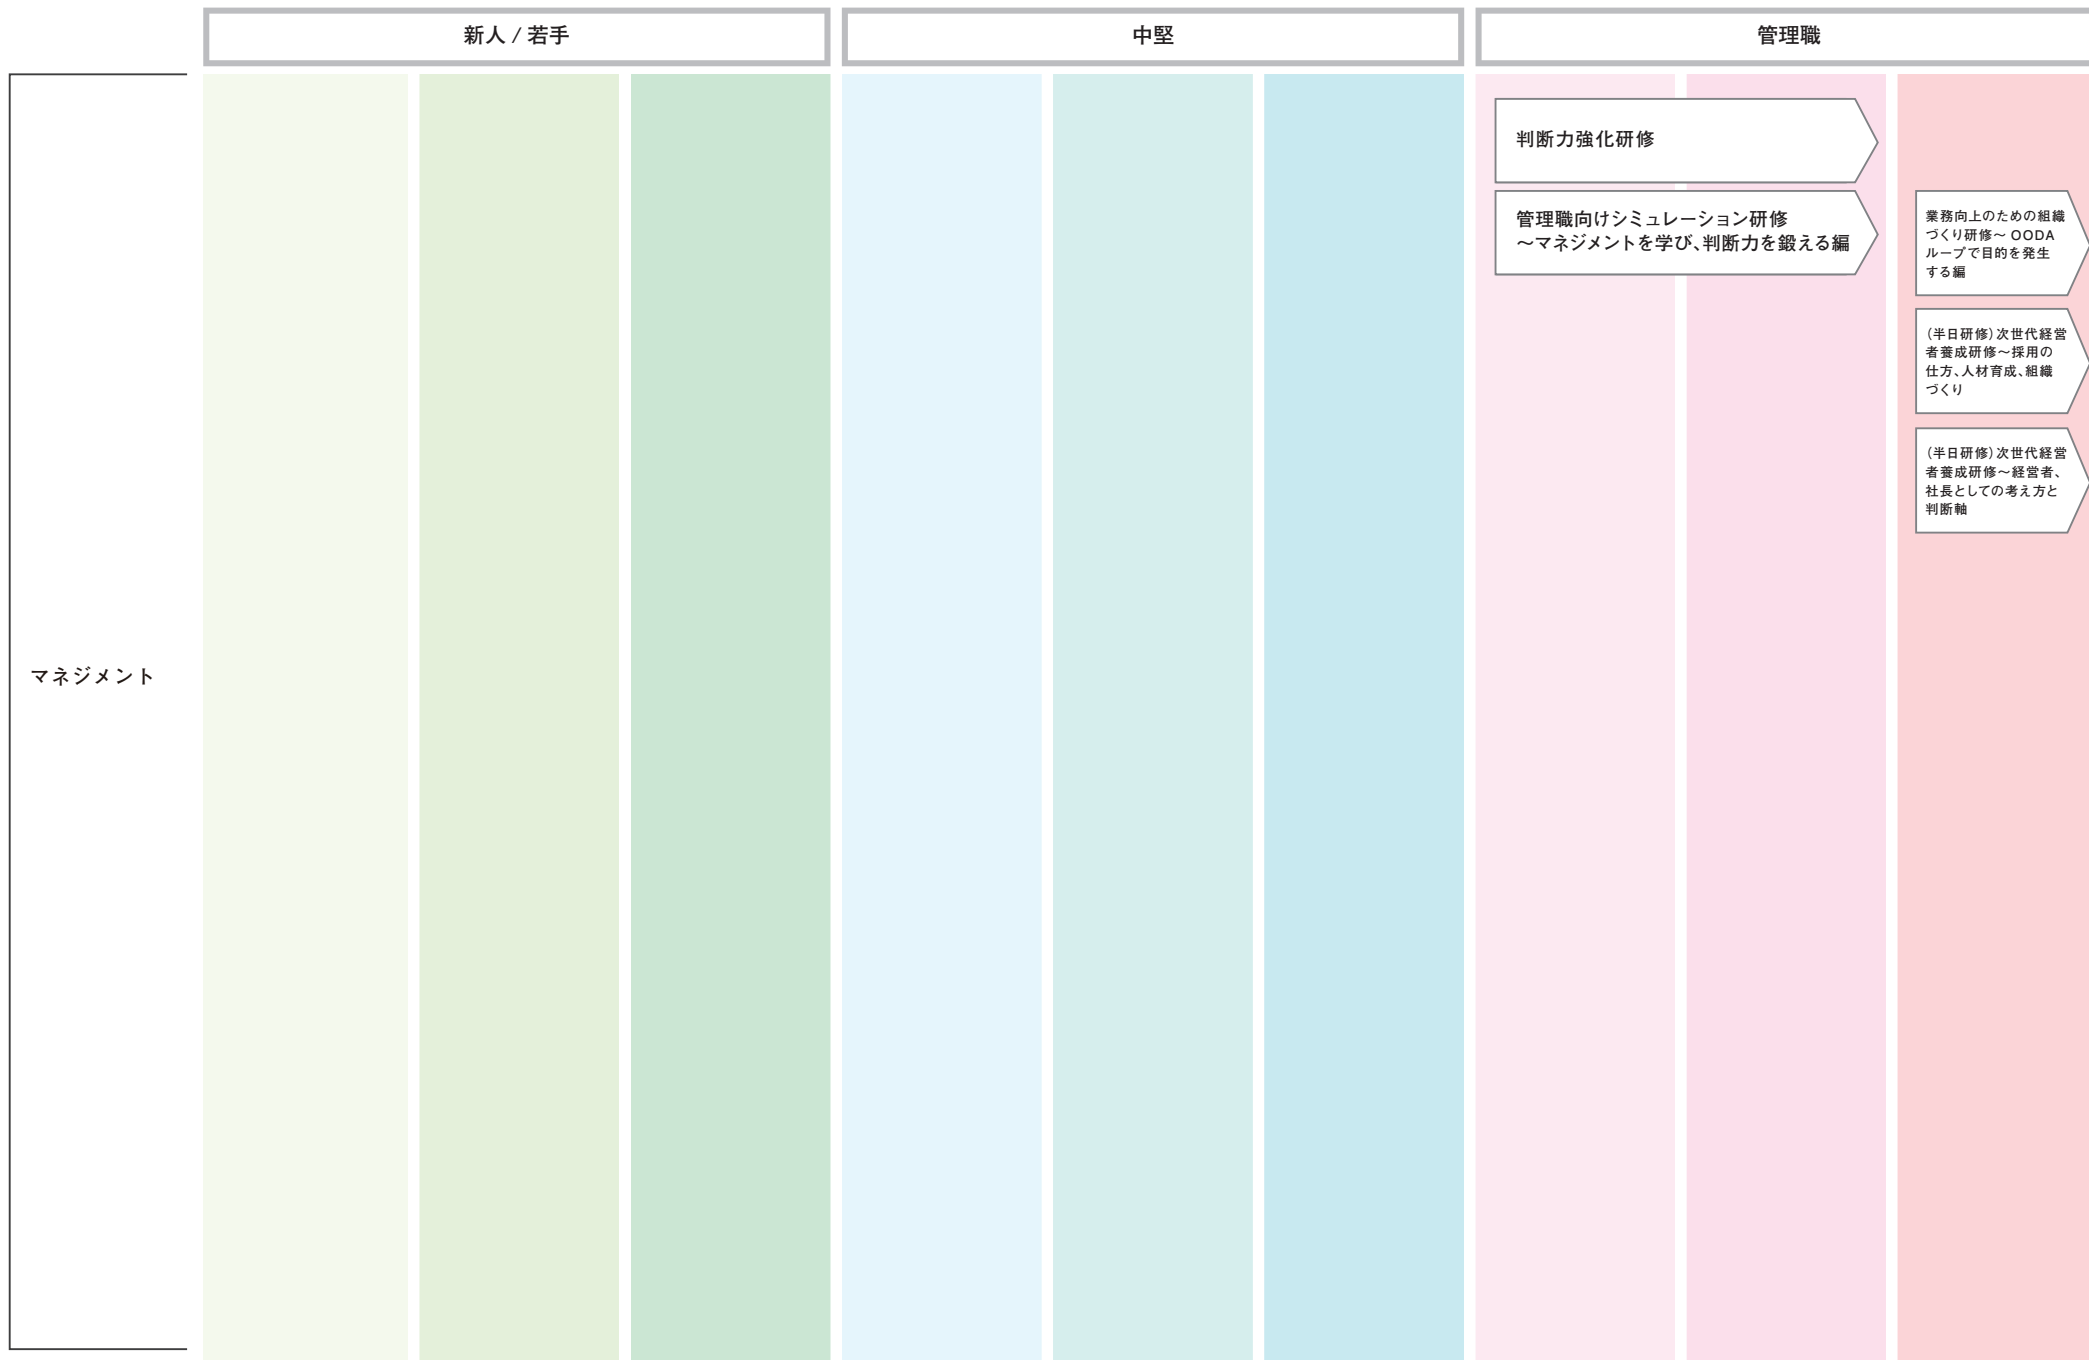 新人 / 若手
中堅
管理職
マネジメント
判断力強化研修
管理職向けシミュレーション研修
～マネジメントを学び、判断力を鍛える編
業務向上のための組織
づくり研修～ OODA
ループで目的を発生
する編
（半日研修）次世代経営
者養成研修～採用の
仕方、人材育成、組織
づくり
（半日研修）次世代経営
者養成研修～経営者、
社長としての考え方と
判断軸